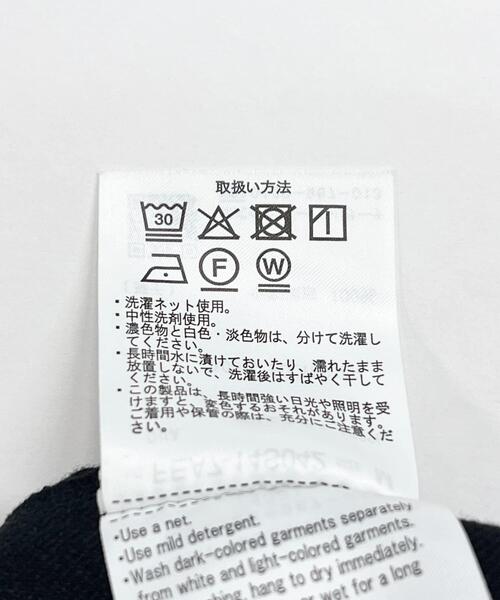 取扱い方法
30
F W
・洗濯ネット使用。
・中性洗剤使用。
・濃色物と白色・淡色物は、分けて洗濯し
てください。
・長時間水に漬けておいたり、濡れたまま
放置しないで、洗濯後はすばやく干して
ください。
・この製品は、長時間強い日光や照明を受
けますと、変色するおそれがあります。
ご着用や保管の際は、充分にご注意くだ
さい。
・Use a net.
・Use mild detergent.
・Wash dark-colored garments separately
from white and light-colored garments.
hang to dry immediately.
or wet for a long